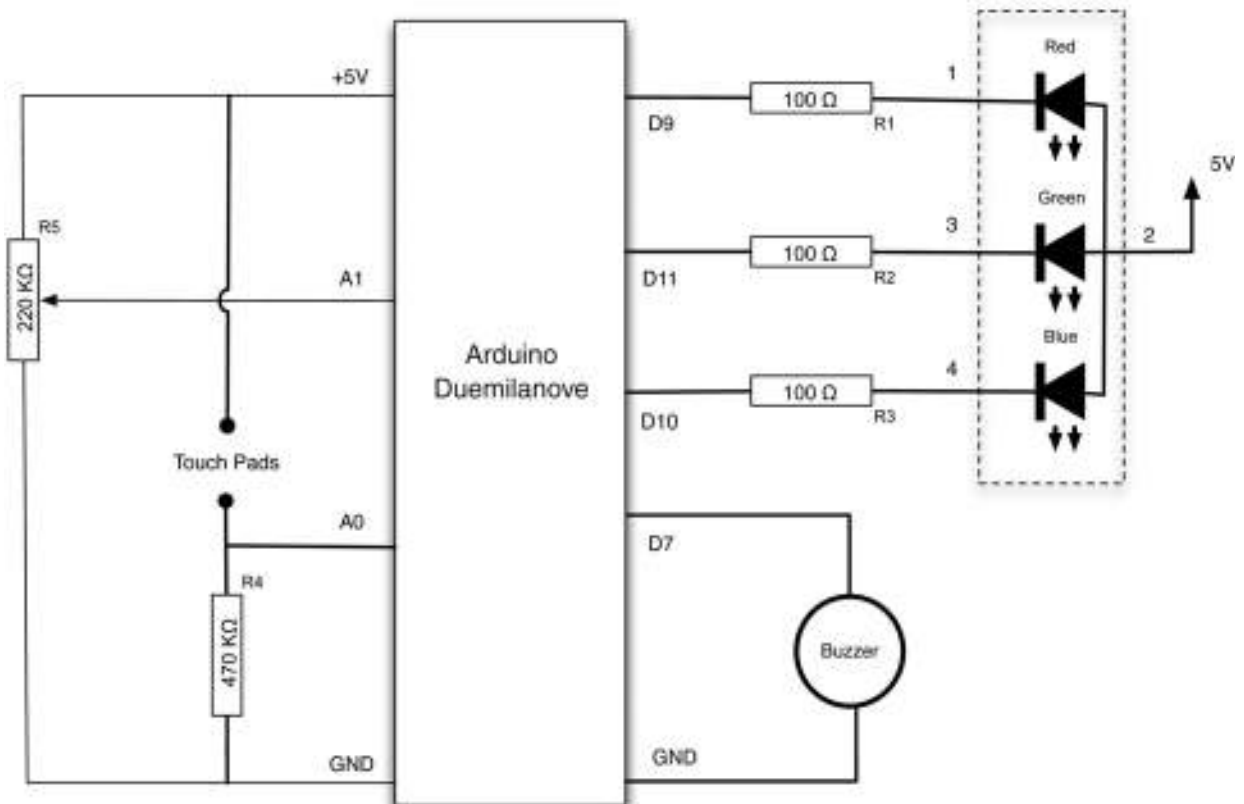 +5V
R5
220 KΩ
A1
Touch Pads
A0
R4
470 KΩ
GND
Arduino
Duemilanove
D9
100 Ω
R1
1
Red
D11
100 Ω
R2
3
Green
2
5V
D10
100 Ω
R3
4
Blue
D7
Buzzer
GND